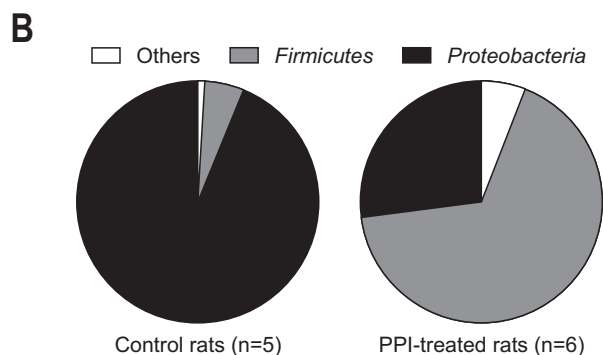 B
Others Firmicutes Proteobacteria
Control rats (n=5) PPI-treated rats (n=6)